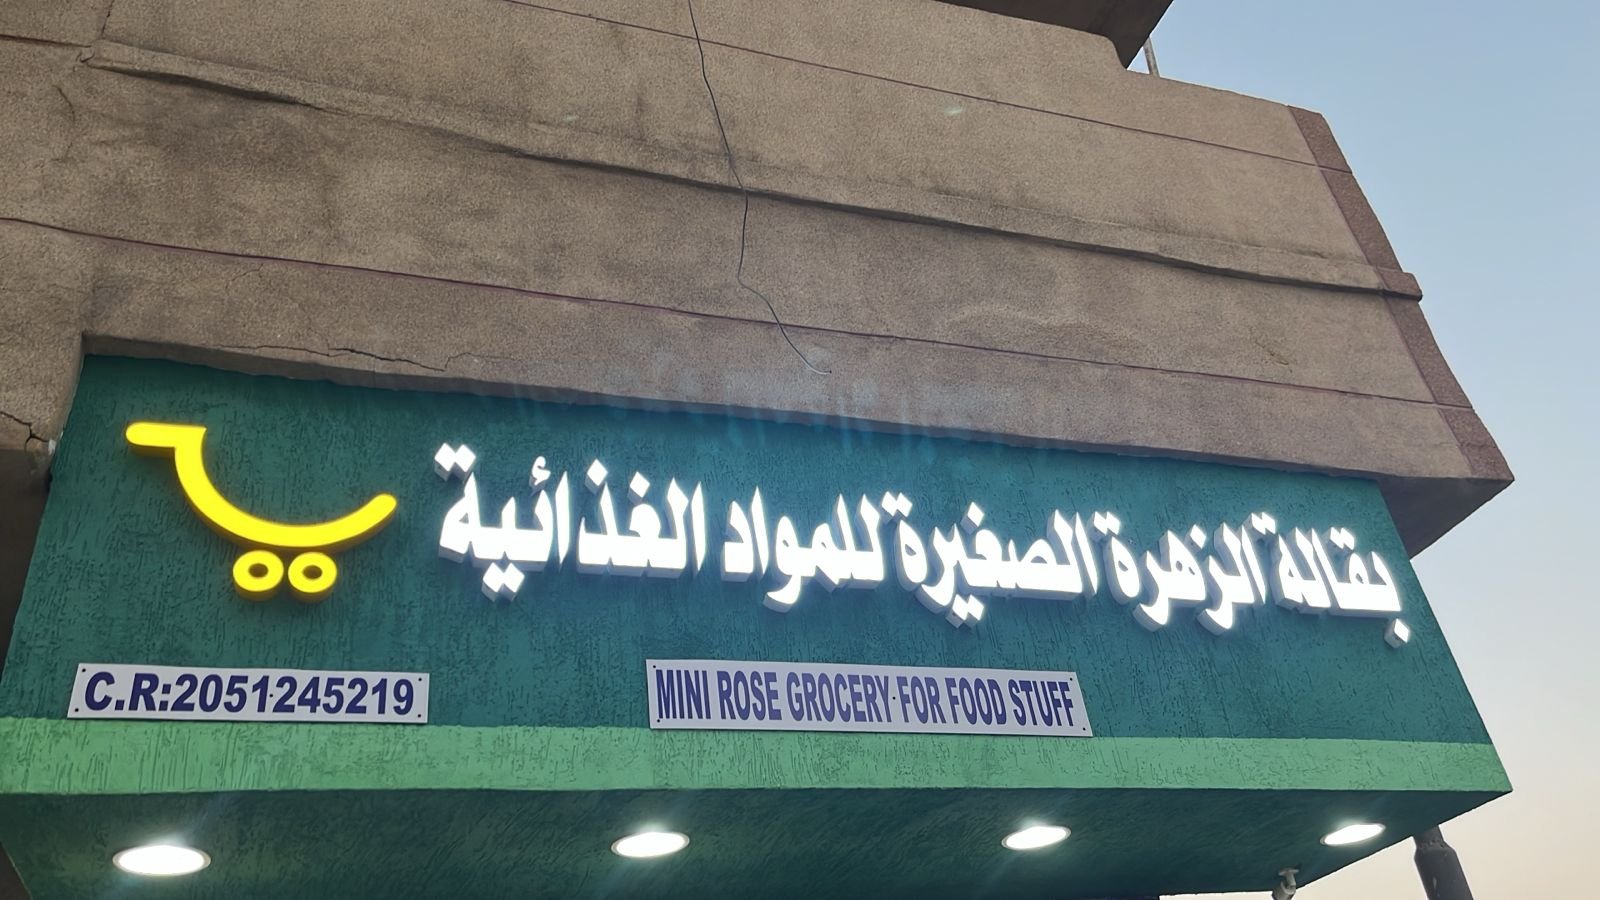 بقالة الزهرة الصغيرة للمواد الغذائية
C.R:2051245219
MINI ROSE GROCERY FOR FOOD STUFF